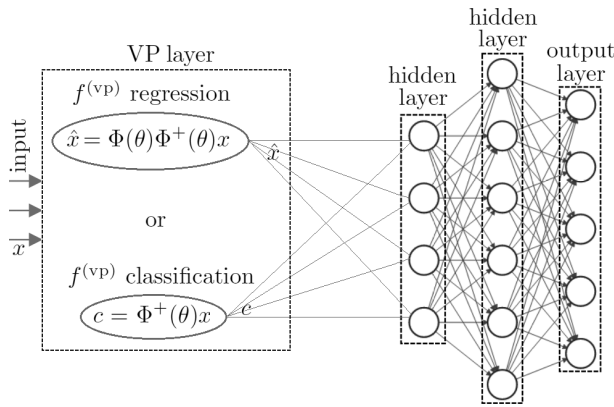 VP layer
f^(vp) regression
x̂ = Φ(θ)Φ⁺(θ)x
x̂
input
x
or
f^(vp) classification
c = Φ⁺(θ)x
c
hidden
layer
hidden
layer
output
layer